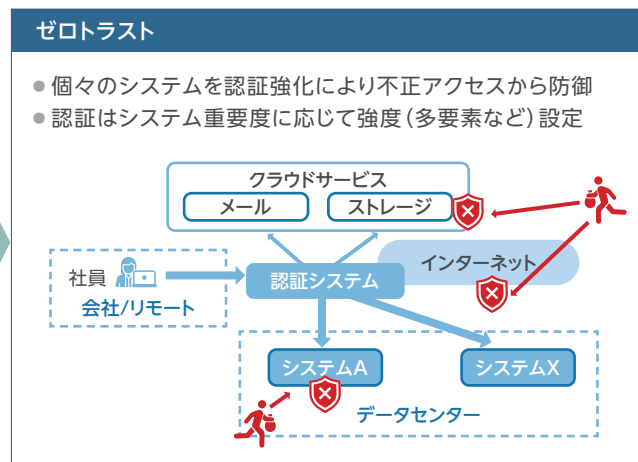 ゼロトラスト
● 個々のシステムを認証強化により不正アクセスから防御
● 認証はシステム重要度に応じて強度(多要素など)設定
クラウドサービス
メール
ストレージ
インターネット
社員
認証システム
会社/リモート
システムA
システムX
データセンター